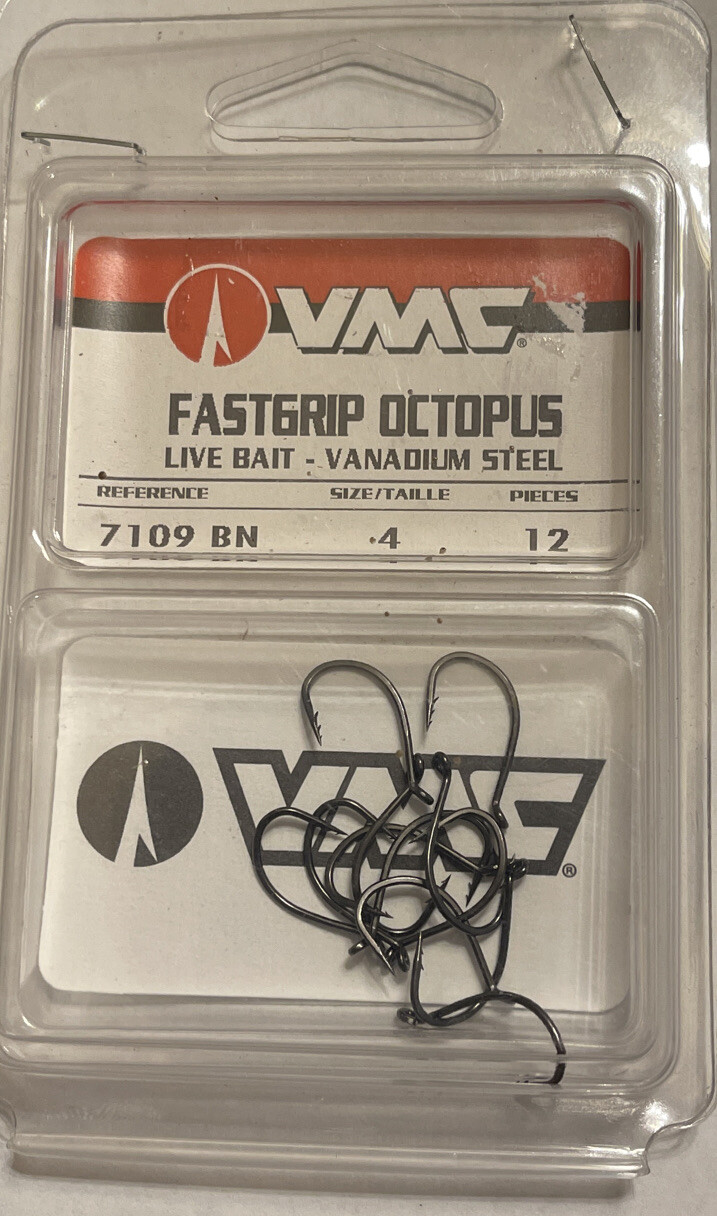 VMC®
FASTGRIP OCTOPUS
LIVE BAIT - VANADIUM STEEL
REFERENCE SIZE/TAILLE PIECES
7109 BN 4 12
VMC®